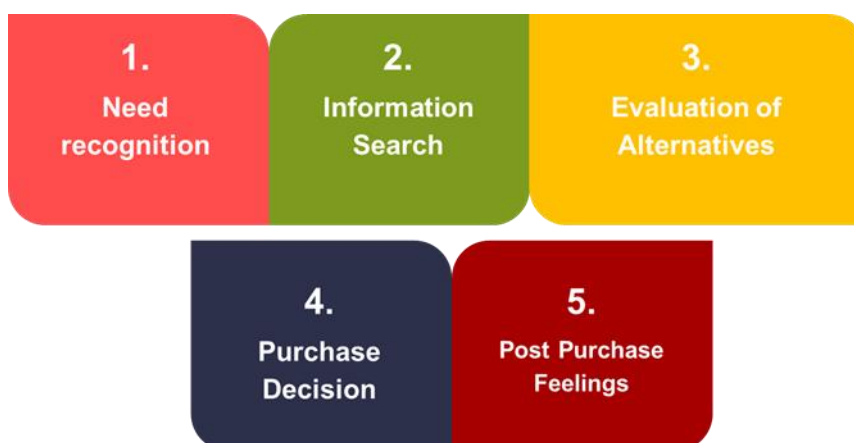 1.
Need
recognition
2.
Information
Search
3.
Evaluation of
Alternatives
4.
Purchase
Decision
5.
Post Purchase
Feelings